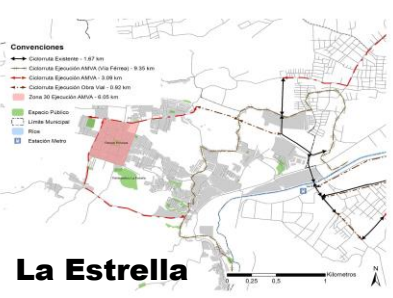 Convenciones
Ciclorruta Existente - 1.67 km
Ciclorruta Ejecución AMVA (Vía Férrea) - 9.35 km
Ciclorruta Ejecución AMVA - 3.09 km
Ciclorruta Ejecución Obra Vial - 0.92 km
Zona 30 Ejecución AMVA - 6.05 km
Espacio Público
Límite Municipal
Ríos
Estación Metro
La Estrella
0 0,25 0,5 1
Kilometros
N